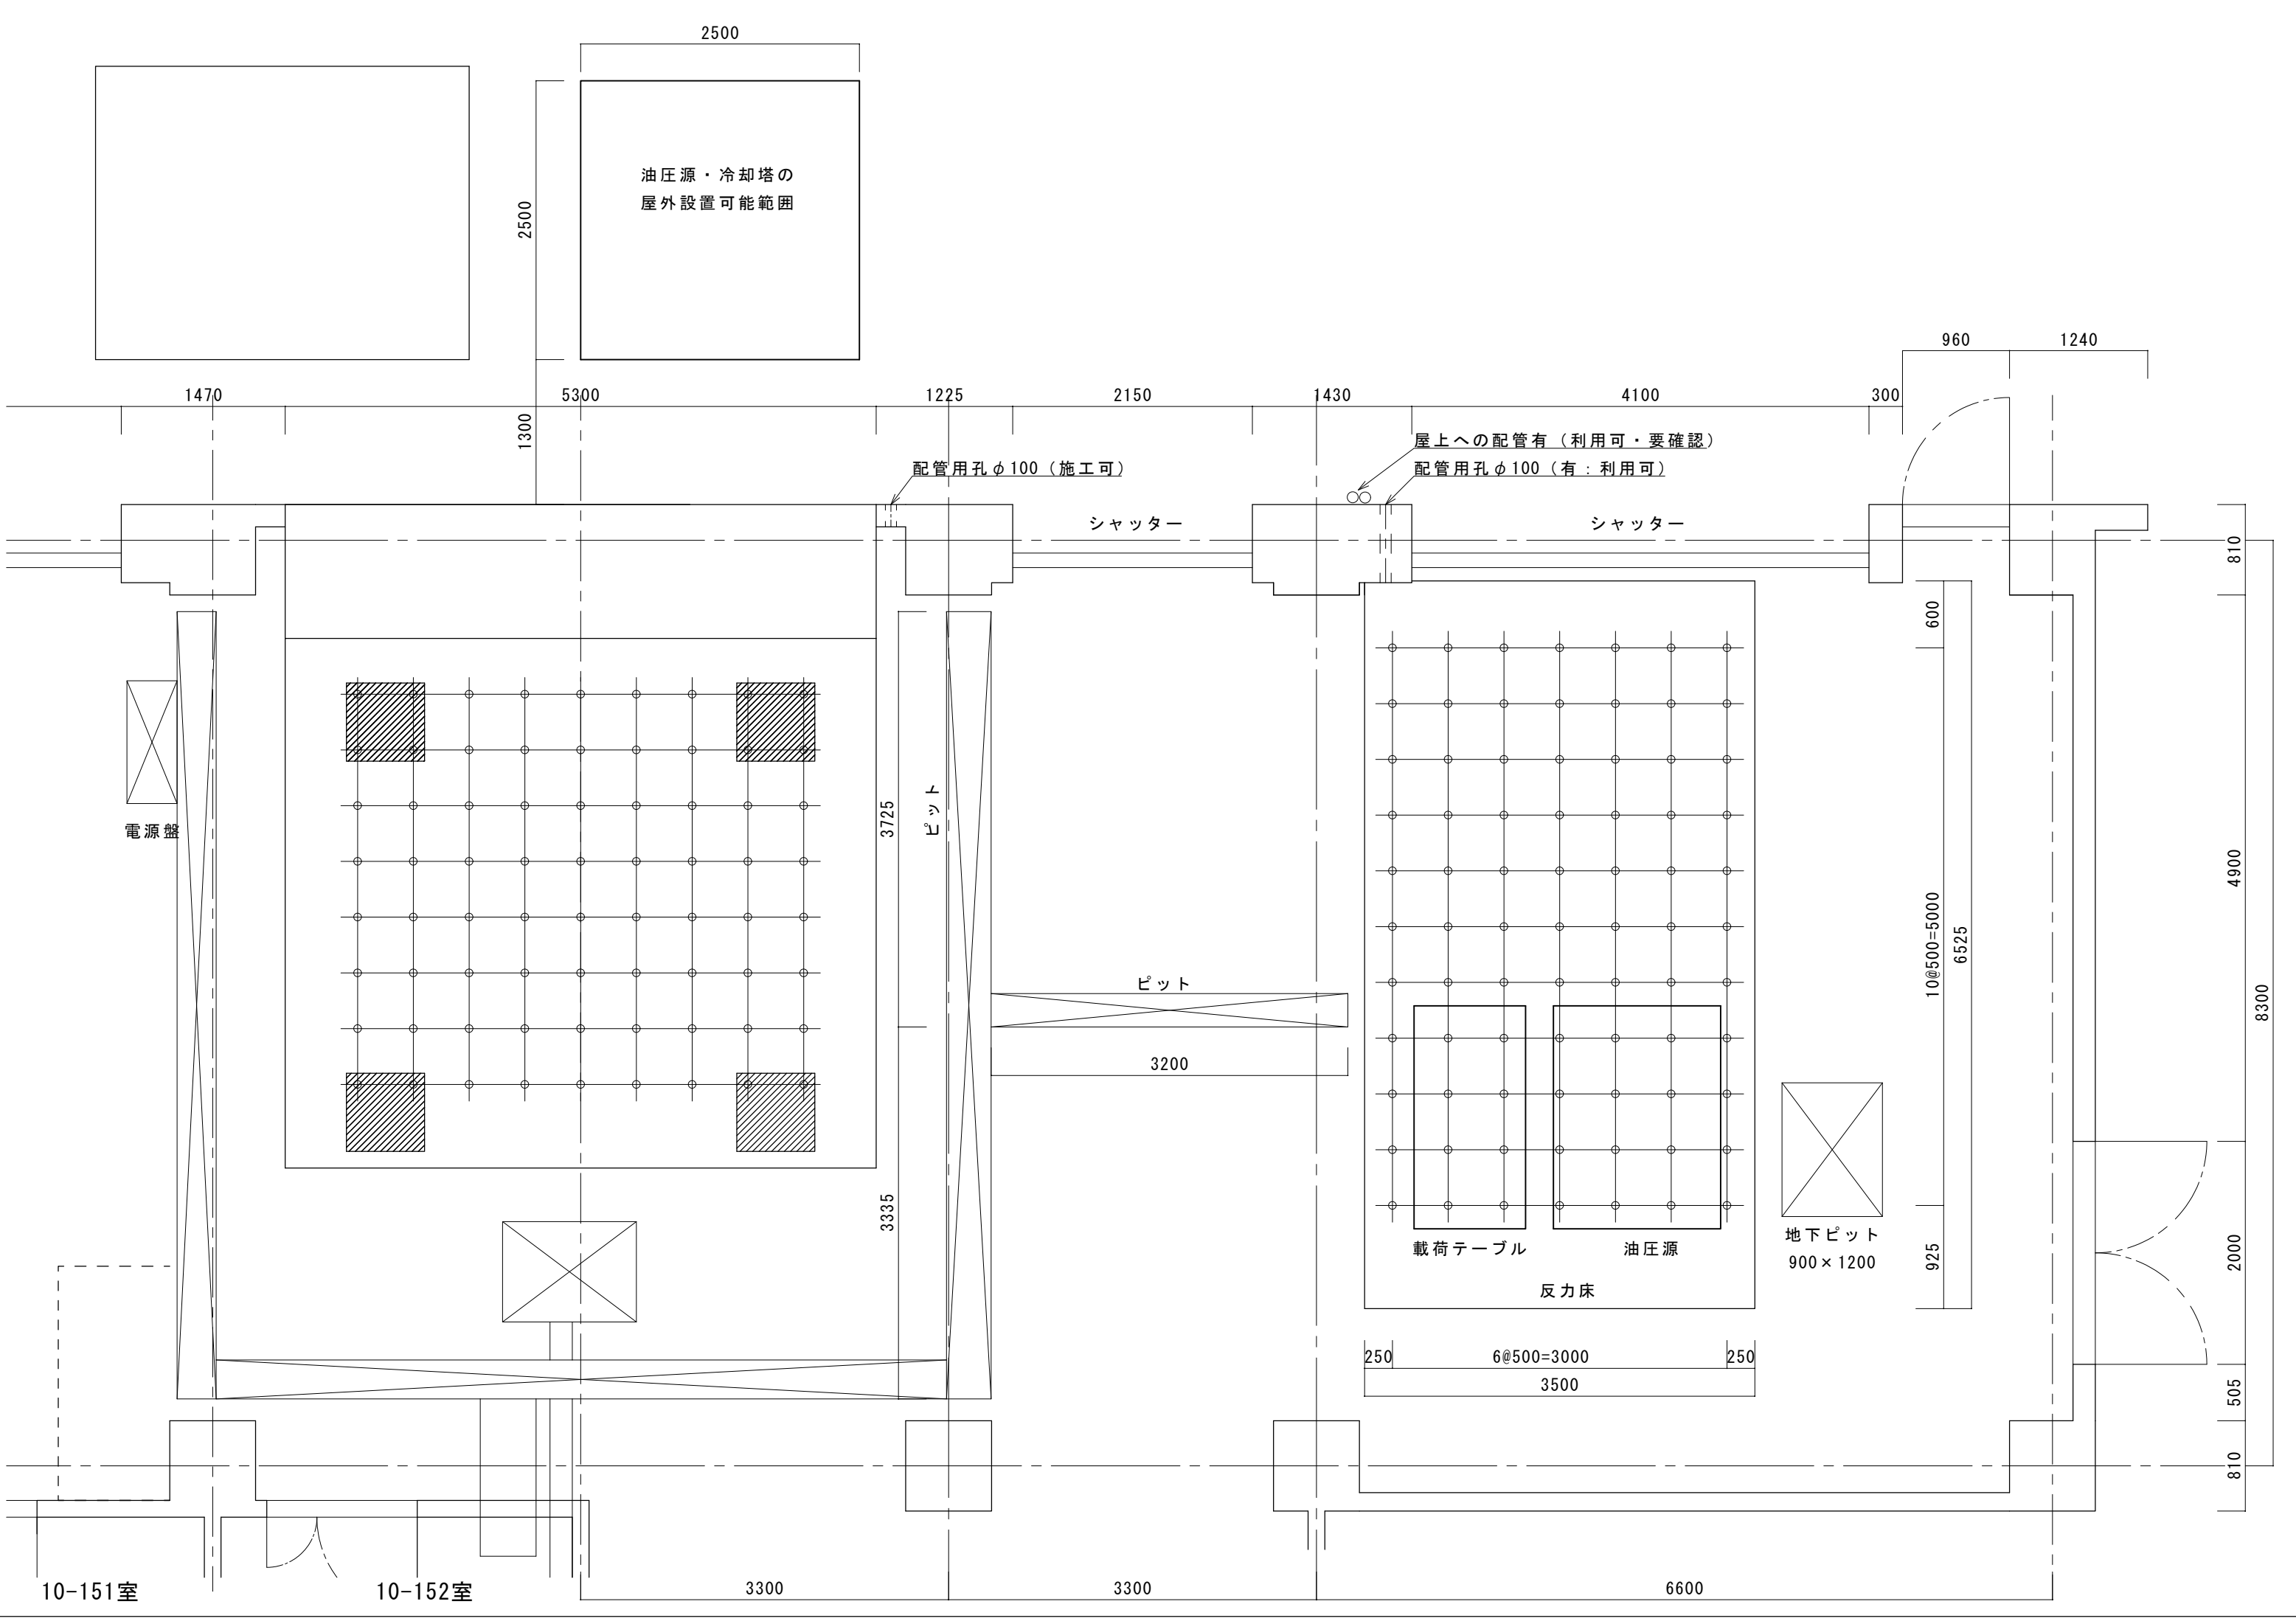 2500
油圧源・冷却塔の
屋外設置可能範囲
2500
960
1240
1470
5300
1225
2150
1430
4100
300
1300
屋上への配管有（利用可・要確認）
配管用孔φ100（施工可）
配管用孔φ100（有：利用可）
シャッター
シャッター
810
600
電源盤
3725
ピット
4900
10@500=5000
6525
ピット
8300
3200
3335
地下ピット
900×1200
載荷テーブル
油圧源
925
2000
反力床
250
6@500=3000
250
3500
505
810
10-151室
10-152室
3300
3300
6600